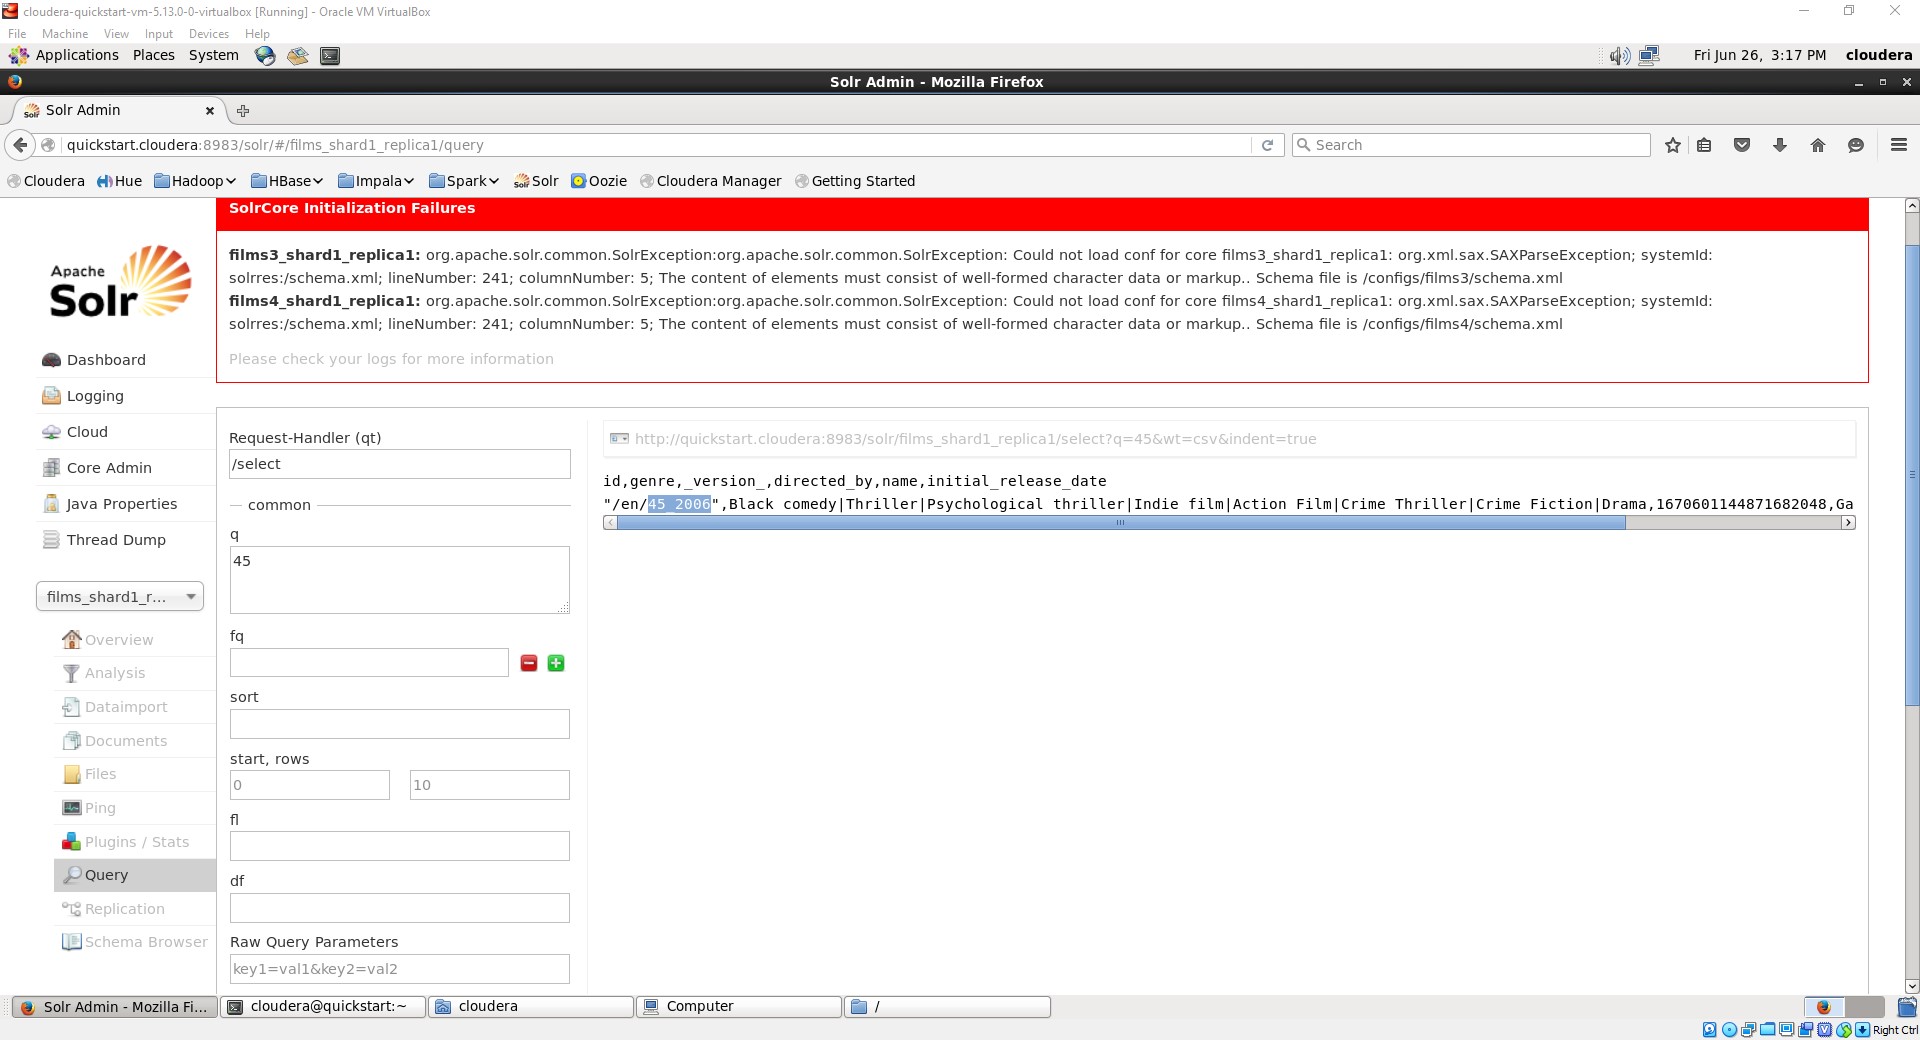 cloudera-quickstart-vm-5.13.0-0-virtualbox [Running] - Oracle VM VirtualBox
File Machine View Input Devices Help
Applications Places System Fri Jun 26, 3:17 PM cloudera
Solr Admin - Mozilla Firefox
Solr Admin
quickstart.cloudera:8983/solr/#/films_shard1_replica1/query Search
Cloudera Hue Hadoop HBase Impala Spark Solr Oozie Cloudera Manager Getting Started
SolrCore Initialization Failures
films3_shard1_replica1: org.apache.solr.common.SolrException:org.apache.solr.common.SolrException: Could not load conf for core films3_shard1_replica1: org.xml.sax.SAXParseException; systemId:
solrres:/schema.xml; lineNumber: 241; columnNumber: 5; The content of elements must consist of well-formed character data or markup.. Schema file is /configs/films3/schema.xml
films4_shard1_replica1: org.apache.solr.common.SolrException:org.apache.solr.common.SolrException: Could not load conf for core films4_shard1_replica1: org.xml.sax.SAXParseException; systemId:
solrres:/schema.xml; lineNumber: 241; columnNumber: 5; The content of elements must consist of well-formed character data or markup.. Schema file is /configs/films4/schema.xml
Please check your logs for more information
Apache
Solr
Dashboard
Logging
Cloud
Core Admin
Java Properties
Thread Dump
films_shard1_r...
Overview
Analysis
Dataimport
Documents
Files
Ping
Plugins / Stats
Query
Replication
Schema Browser
Request-Handler (qt)
/select
common
q
45
fq
sort
start, rows
0 10
fl
df
Raw Query Parameters
key1=val1&key2=val2
http://quickstart.cloudera:8983/solr/films_shard1_replica1/select?q=45&wt=csv&indent=true
id,genre,_version_,directed_by,name,initial_release_date
"/en/45_2006",Black comedy|Thriller|Psychological thriller|Indie film|Action Film|Crime Thriller|Crime Fiction|Drama,1670601144871682048,Ga
Solr Admin - Mozilla Fi... cloudera@quickstart:~ cloudera Computer /
Right Ctrl